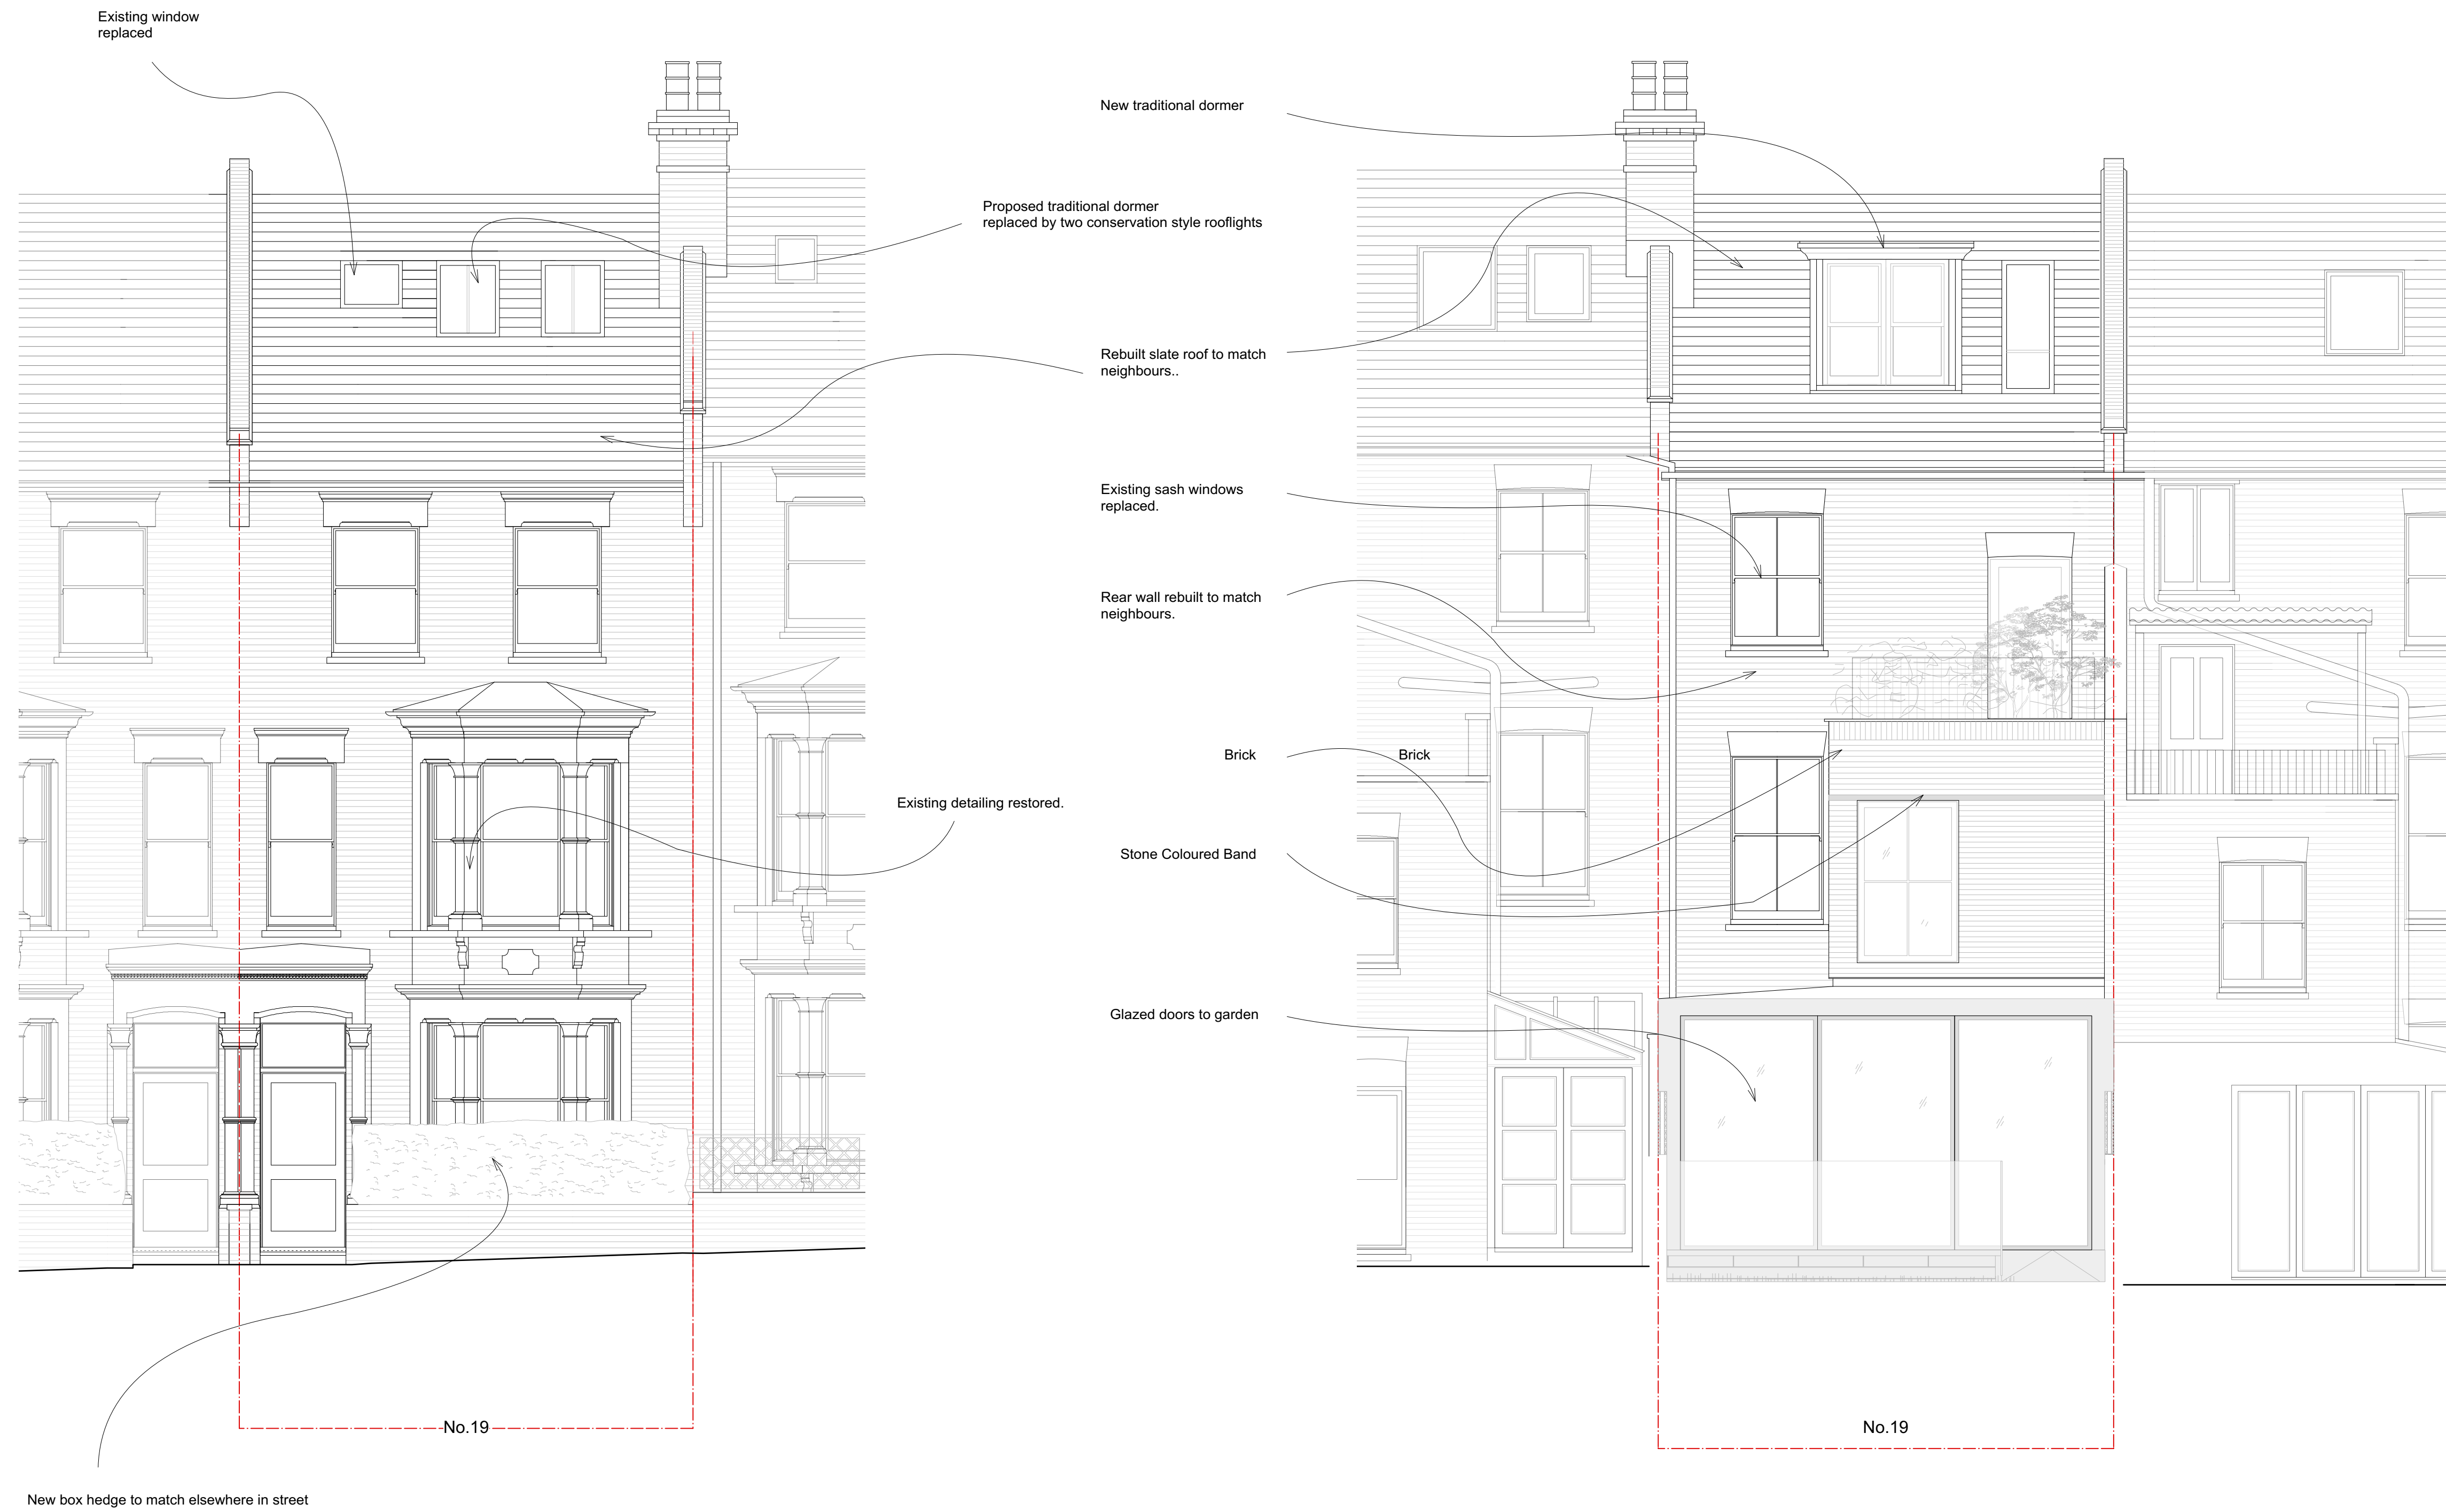 Existing window
replaced
New traditional dormer
Proposed traditional dormer
replaced by two conservation style rooflights
Rebuilt slate roof to match
neighbours..
Existing sash windows
replaced.
Rear wall rebuilt to match
neighbours.
Brick
Brick
Existing detailing restored.
Stone Coloured Band
Glazed doors to garden
No.19
No.19
New box hedge to match elsewhere in street